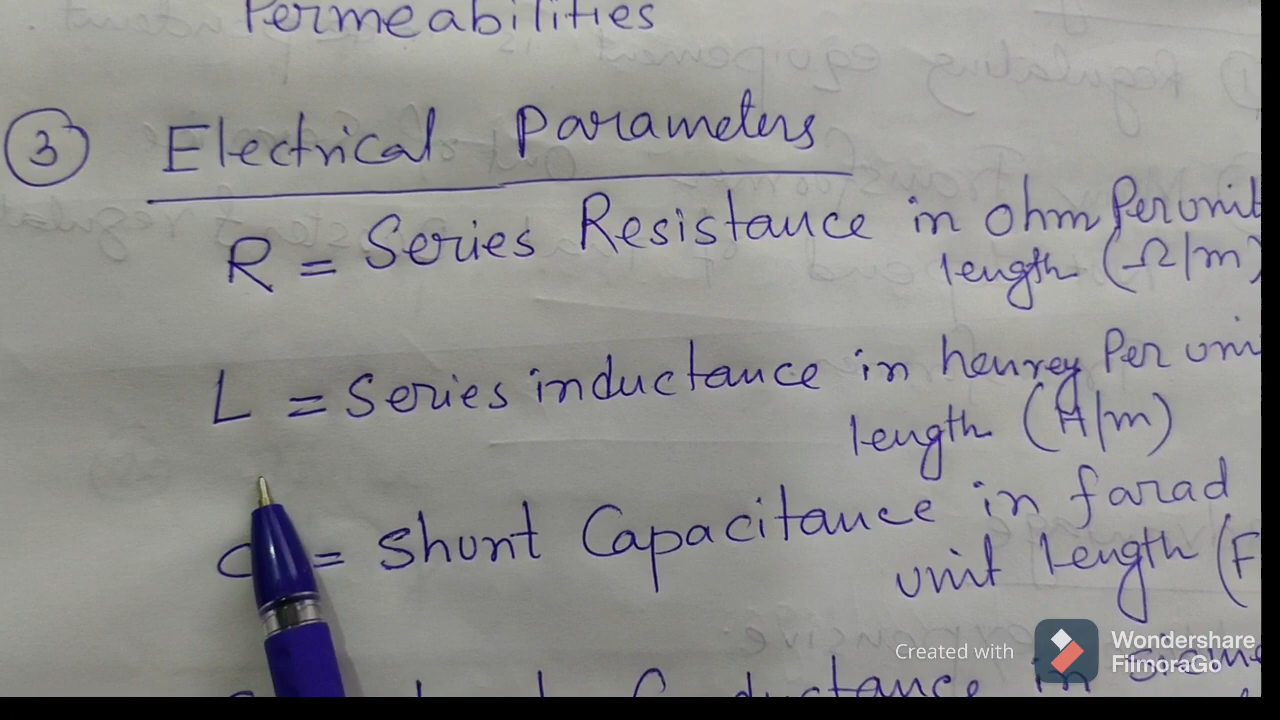 Permeabilities
③ Electrical Parameters
R = Series Resistance in ohm Per unit
length (Ω/m)
L = Series inductance in henrey Per uni
length (H/m)
C = Shunt Capacitance in farad
unit length (F
Created with Wondershare FilmoraGo
in